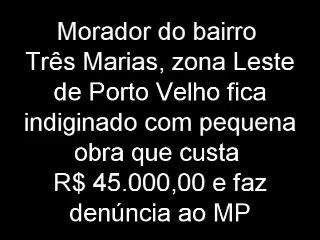 Morador do bairro
Três Marias, zona Leste
de Porto Velho fica
indiginado com pequena
obra que custa
R$ 45.000,00 e faz
denúncia ao MP